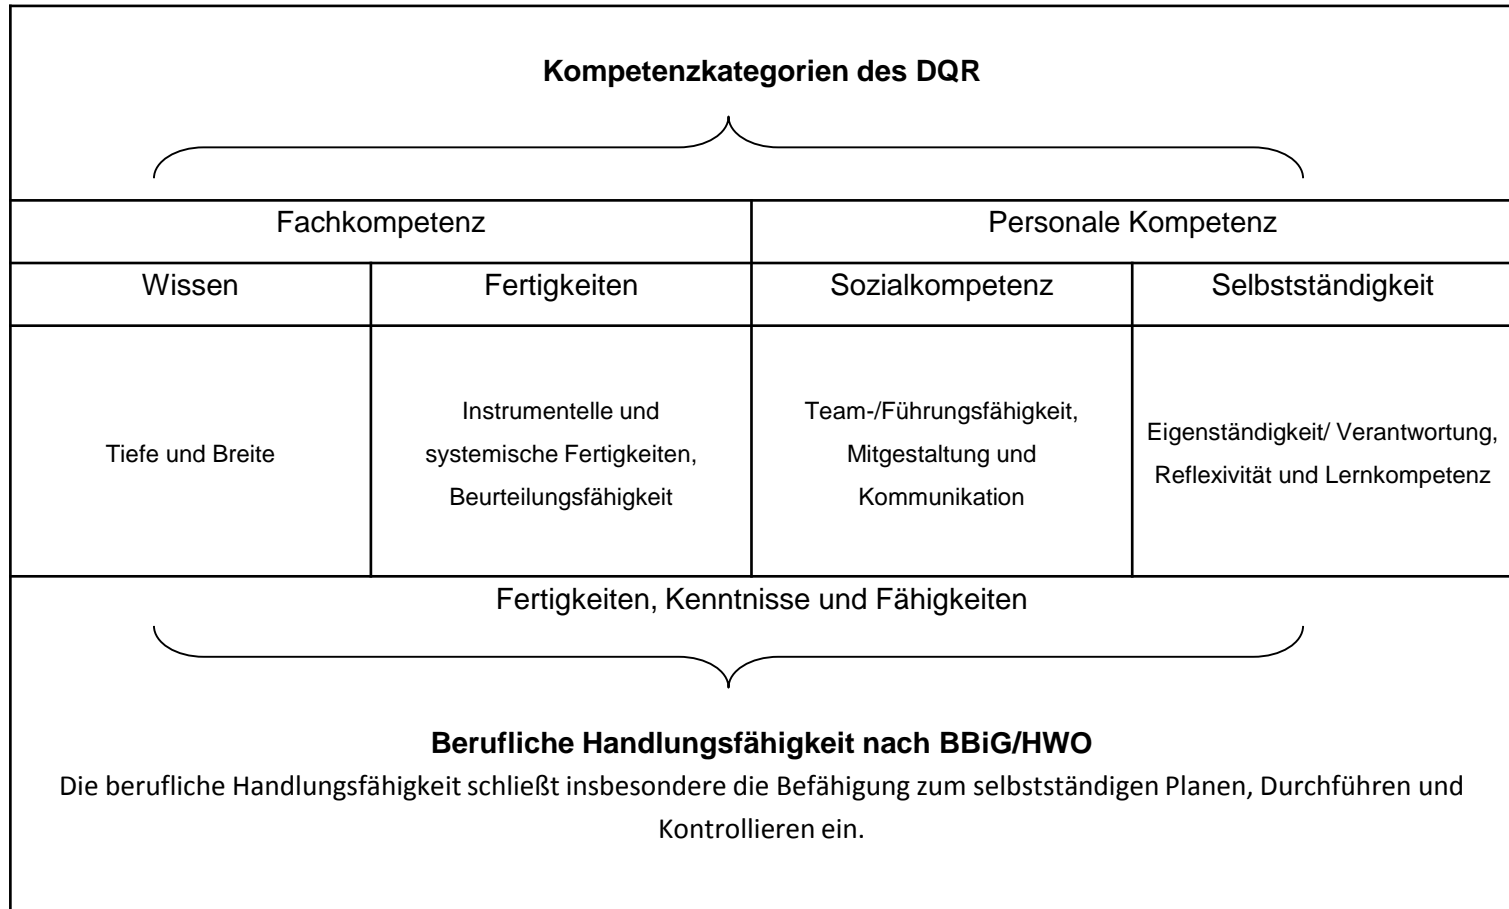 Kompetenzkategorien des DQR
Fachkompetenz
Personale Kompetenz
Wissen
Fertigkeiten
Sozialkompetenz
Selbstständigkeit
Tiefe und Breite
Instrumentelle und
systemische Fertigkeiten,
Beurteilungsfähigkeit
Team-/Führungsfähigkeit,
Mitgestaltung und
Kommunikation
Eigenständigkeit/ Verantwortung,
Reflexivität und Lernkompetenz
Fertigkeiten, Kenntnisse und Fähigkeiten
Berufliche Handlungsfähigkeit nach BBiG/HWO
Die berufliche Handlungsfähigkeit schließt insbesondere die Befähigung zum selbstständigen Planen, Durchführen und
Kontrollieren ein.